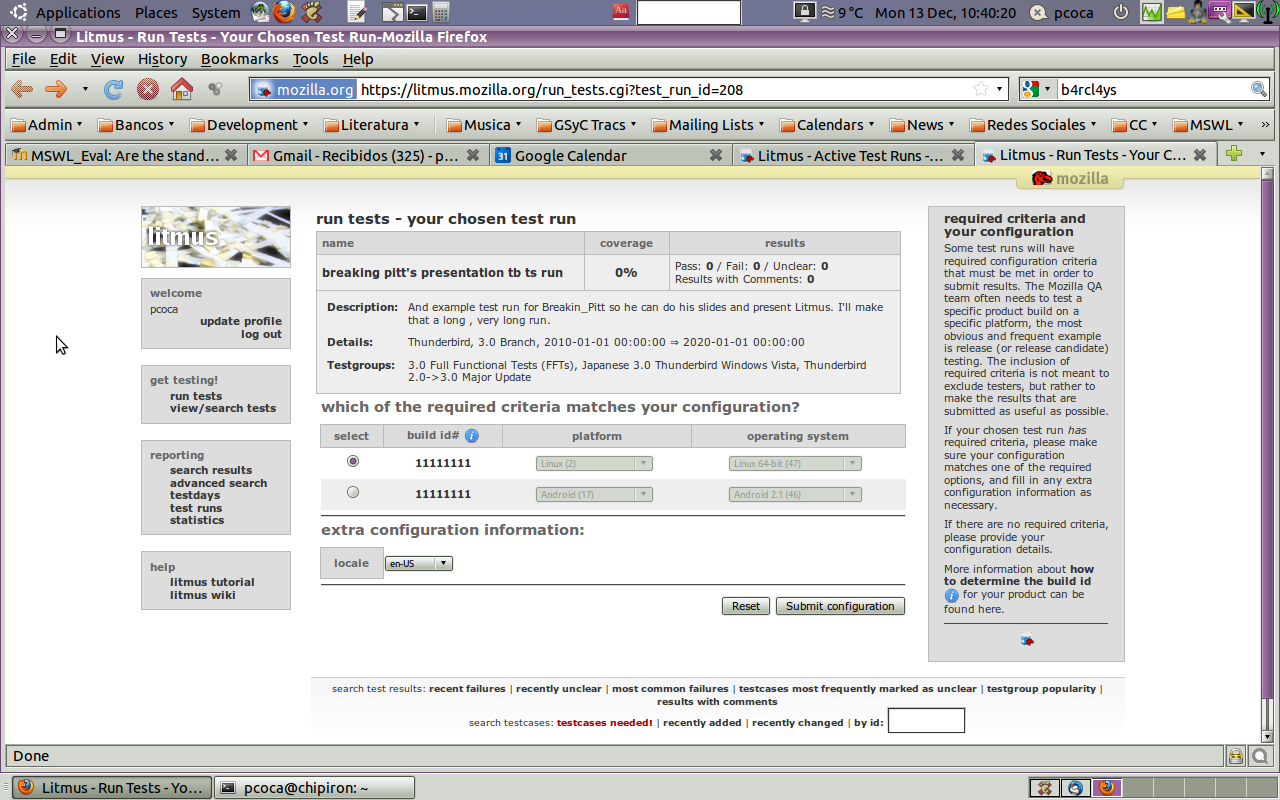 Applications Places System Aa 9 °C Mon 13 Dec, 10:40:20 pcoca
Litmus - Run Tests - Your Chosen Test Run-Mozilla Firefox
File Edit View History Bookmarks Tools Help
mozilla.org https://litmus.mozilla.org/run_tests.cgi?test_run_id=208 b4rcl4ys
Admin Bancos Development Literatura Musica GSyC Tracs Mailing Lists Calendars News Redes Sociales CC MSWL »
MSWL_Eval: Are the stand... Gmail - Recibidos (325) - p... 31 Google Calendar Litmus - Active Test Runs -... Litmus - Run Tests - Your C...
mozilla
litmus
welcome
pcoca
update profile
log out
get testing!
run tests
view/search tests
reporting
search results
advanced search
testdays
test runs
statistics
help
litmus tutorial
litmus wiki
run tests - your chosen test run
name coverage results
breaking pitt's presentation tb ts run 0% Pass: 0 / Fail: 0 / Unclear: 0
Results with Comments: 0
Description: And example test run for Breakin_Pitt so he can do his slides and present Litmus. I'll make
that a long , very long run.
Details: Thunderbird, 3.0 Branch, 2010-01-01 00:00:00 ⇒ 2020-01-01 00:00:00
Testgroups: 3.0 Full Functional Tests (FFTs), Japanese 3.0 Thunderbird Windows Vista, Thunderbird
2.0->3.0 Major Update
which of the required criteria matches your configuration?
select build id# i platform operating system
11111111 Linux (2) Linux 64-bit (47)
11111111 Android (17) Android 2.1 (46)
extra configuration information:
locale en-US
Reset Submit configuration
required criteria and
your configuration
Some test runs will have
required configuration criteria
that must be met in order to
submit results. The Mozilla QA
team often needs to test a
specific product build on a
specific platform, the most
obvious and frequent example
is release (or release candidate)
testing. The inclusion of
required criteria is not meant to
exclude testers, but rather to
make the results that are
submitted as useful as possible.
If your chosen test run has
required criteria, please make
sure your configuration
matches one of the required
options, and fill in any extra
configuration information as
necessary.
If there are no required criteria,
please provide your
configuration details.
More information about how
to determine the build id
i for your product can be
found here.
search test results: recent failures | recently unclear | most common failures | testcases most frequently marked as unclear | testgroup popularity |
results with comments
search testcases: testcases needed! | recently added | recently changed | by id:
Done
Litmus - Run Tests - Yo... pcoca@chipiron: ~